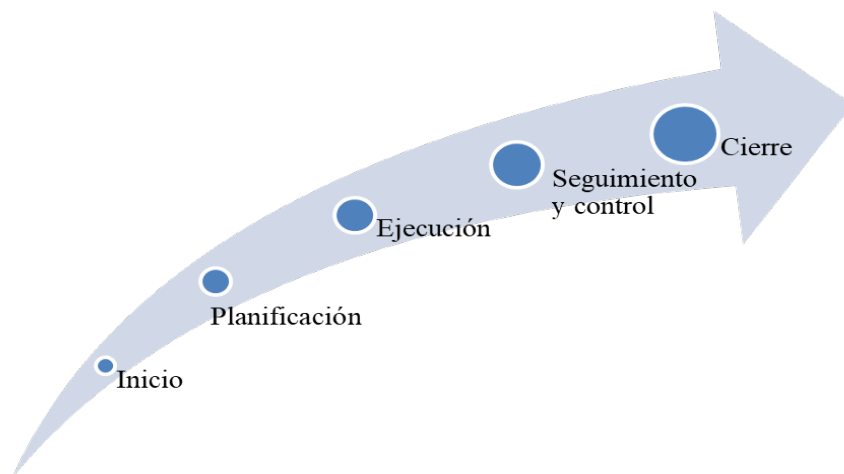 Inicio
Planificación
Ejecución
Seguimiento
y control
Cierre